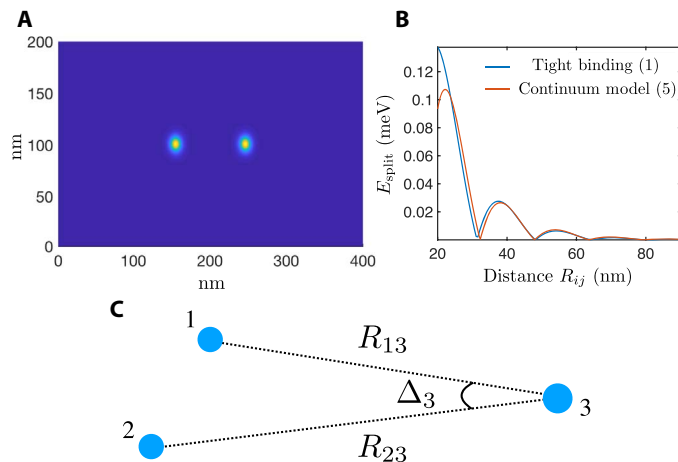 A
200
150
100
50
0
nm
0
100
200
300
400
nm
B
Tight binding (1)
Continuum model (5)
0.12
0.1
0.08
0.06
0.04
0.02
E_split (meV)
20
40
60
80
Distance R_ij (nm)
C
1
R_13
Δ_3
3
2
R_23